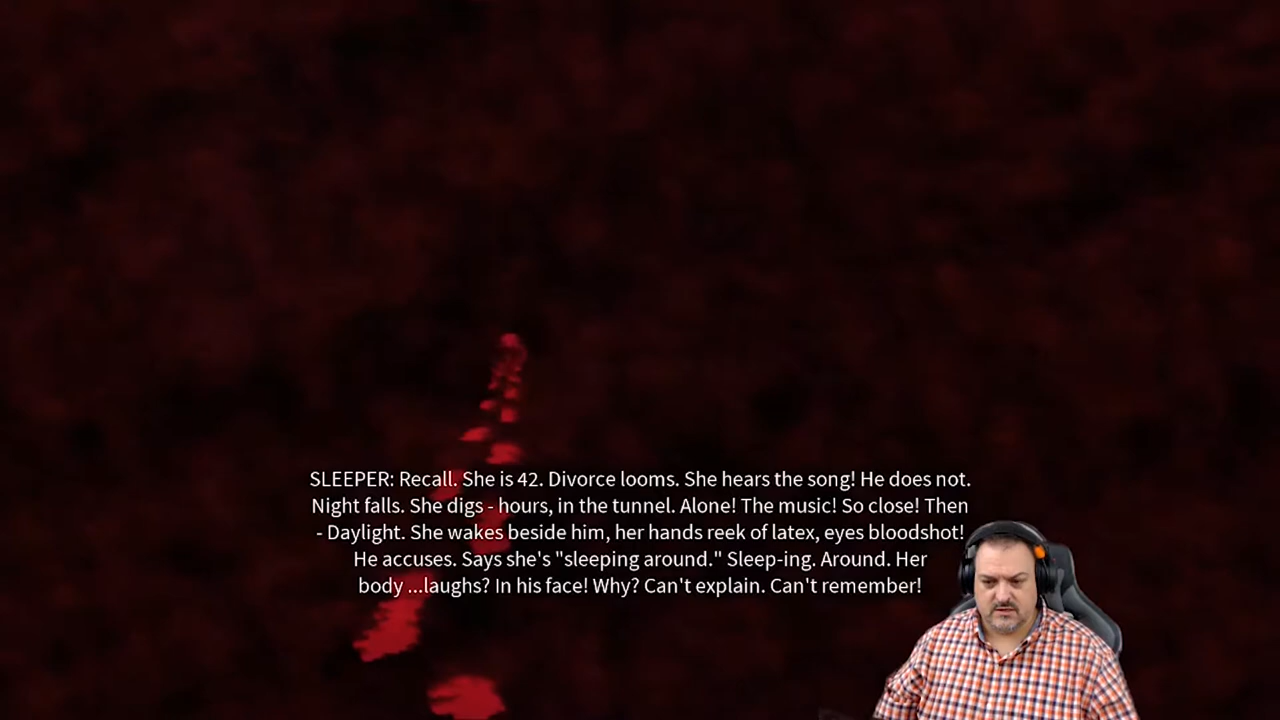 SLEEPER: Recall. She is 42. Divorce looms. She hears the song! He does not.
Night falls. She digs - hours, in the tunnel. Alone! The music! So close! Then
- Daylight. She wakes beside him, her hands reek of latex, eyes bloodshot!
He accuses. Says she's "sleeping around." Sleep-ing. Around. Her
body ...laughs? In his face! Why? Can't explain. Can't remember!